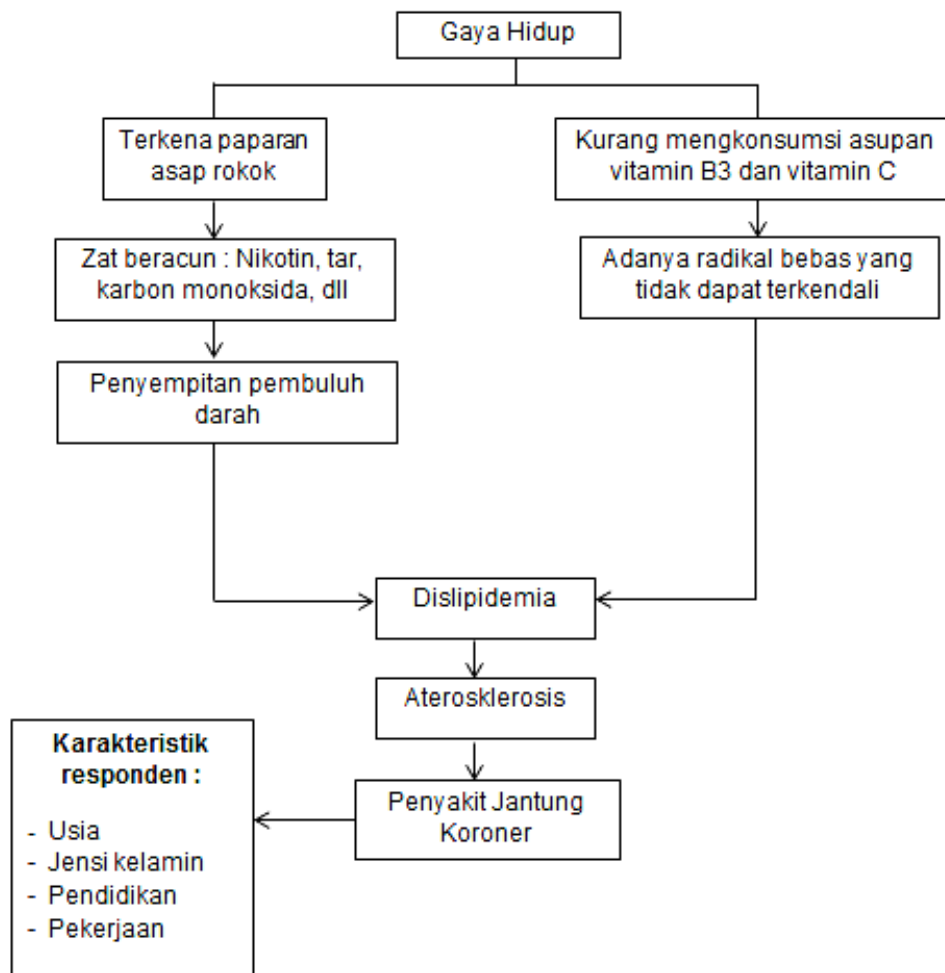 Gaya Hidup
Terkena paparan
asap rokok
Kurang mengkonsumsi asupan
vitamin B3 dan vitamin C
Zat beracun : Nikotin, tar,
karbon monoksida, dll
Adanya radikal bebas yang
tidak dapat terkendali
Penyempitan pembuluh
darah
Dislipidemia
Aterosklerosis
Penyakit Jantung
Koroner
Karakteristik
responden :
- Usia
- Jensi kelamin
- Pendidikan
- Pekerjaan